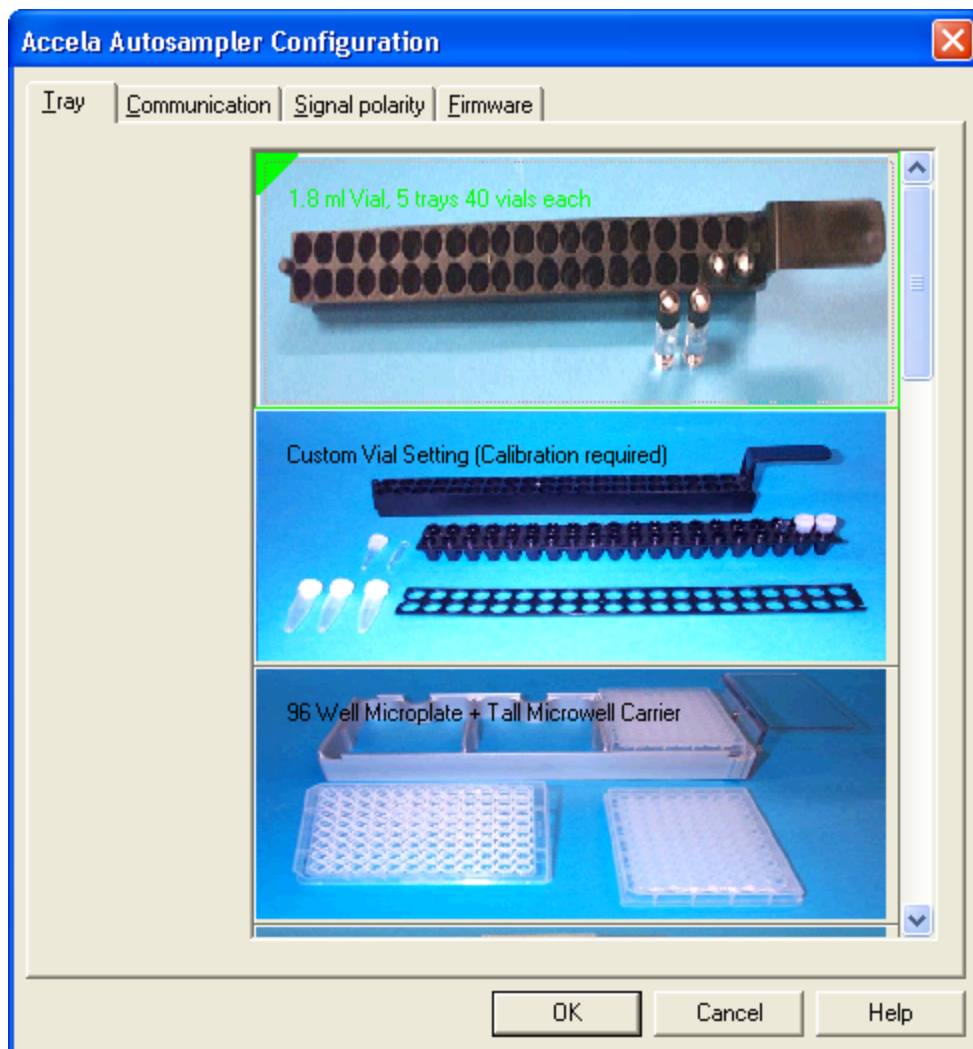 Accela Autosampler Configuration
Tray
Communication
Signal polarity
Firmware
1.8 ml Vial, 5 trays 40 vials each
Custom Vial Setting (Calibration required)
96 Well Microplate + Tall Microwell Carrier
OK
Cancel
Help